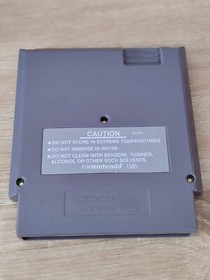 CAUTION
● DO NOT STORE IN EXTREME TEMPERATURES.
● DO NOT IMMERSE IN WATER.
● DO NOT CLEAN WITH BENZENE, THINNER,
ALCOHOL OR OTHER SUCH SOLVENTS.
©® Nintendo® 1985